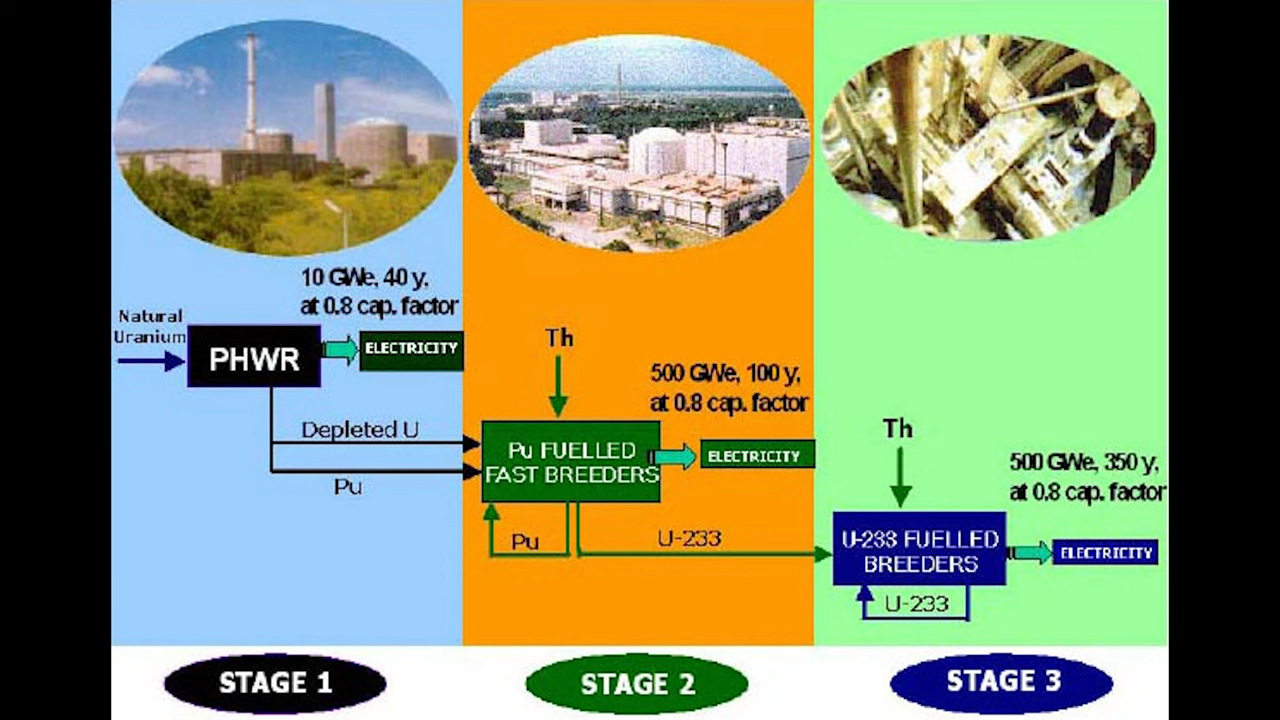 10 GWe, 40 y,
at 0.8 cap. factor
Natural
Uranium
PHWR
ELECTRICITY
Depleted U
Pu
Th
500 GWe, 100 y,
at 0.8 cap. factor
Pu FUELLED
FAST BREEDERS
ELECTRICITY
Pu
U-233
Th
500 GWe, 350 y,
at 0.8 cap. factor
U-233 FUELLED
BREEDERS
ELECTRICITY
U-233
STAGE 1
STAGE 2
STAGE 3